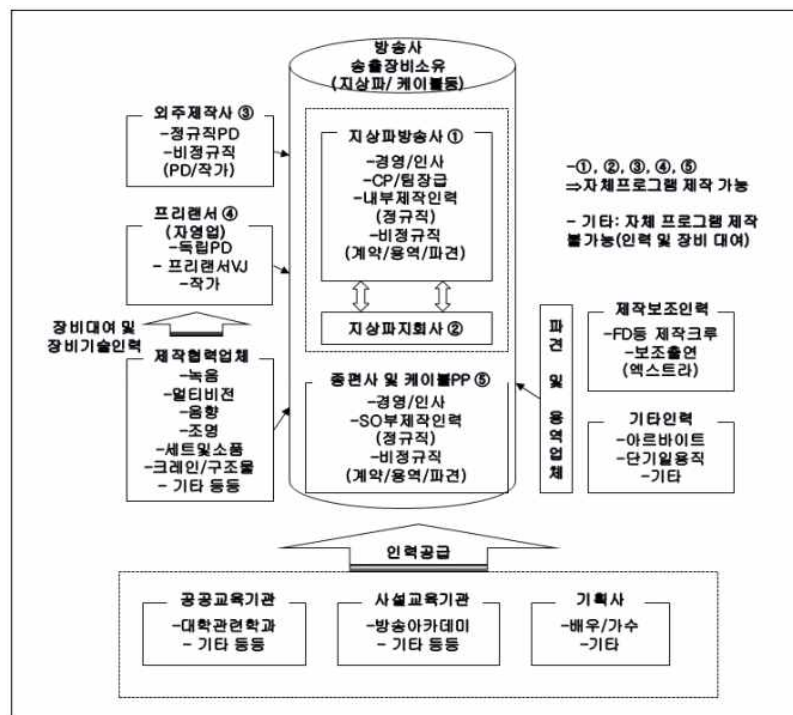 방송사
송출장비소유
(지상파/ 케이블등)
외주제작사 ③
-정규직PD
-비정규직
(PD/작가)
지상파방송사 ①
-경영/인사
-CP/팀장급
-내부제작인력
(정규직)
-비정규직
(계약/용역/파견)
-①, ②, ③, ④, ⑤
⇒자체프로그램 제작 가능
- 기타: 자체 프로그램 제작
불가능(인력 및 장비 대여)
프리랜서 ④
(자영업)
-독립PD
- 프리랜서VJ
-작가
지상파지회사 ②
장비대여 및
장비기술인력
제작협력업체
-녹음
-멀티비전
-음향
-조명
-세트및소품
-크레인/구조물
- 기타 등등
종편사 및 케이블PP ⑤
-경영/인사
-SO부제작인력
(정규직)
-비정규직
(계약/용역/파견)
파견 및 용역업체
제작보조인력
-FD등 제작크루
-보조출연
(엑스트라)
기타인력
-아르바이트
-단기일용직
-기타
인력공급
공공교육기관
-대학관련학과
- 기타 등등
사설교육기관
-방송아카데미
- 기타 등등
기획사
-배우/가수
-기타